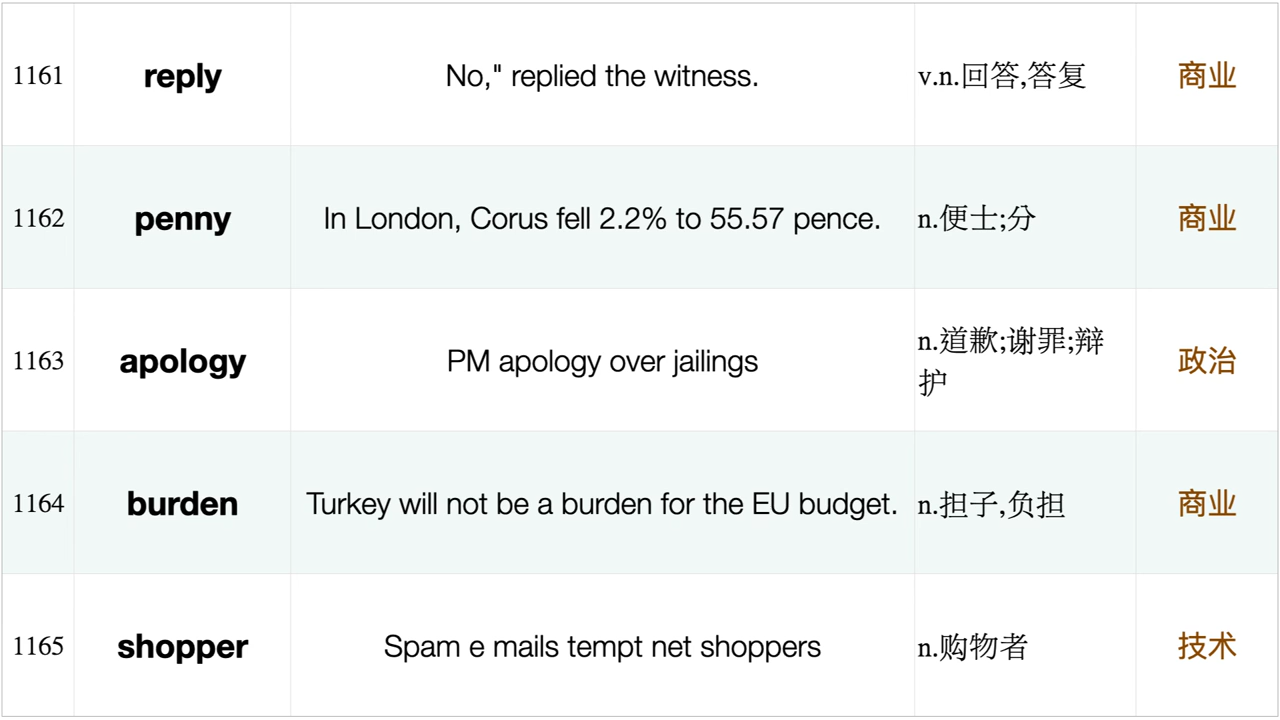 1161 reply No," replied the witness. v.n.回答,答复 商业
1162 penny In London, Corus fell 2.2% to 55.57 pence. n.便士;分 商业
1163 apology PM apology over jailings n.道歉;谢罪;辩
护 政治
1164 burden Turkey will not be a burden for the EU budget. n.担子,负担 商业
1165 shopper Spam e mails tempt net shoppers n.购物者 技术